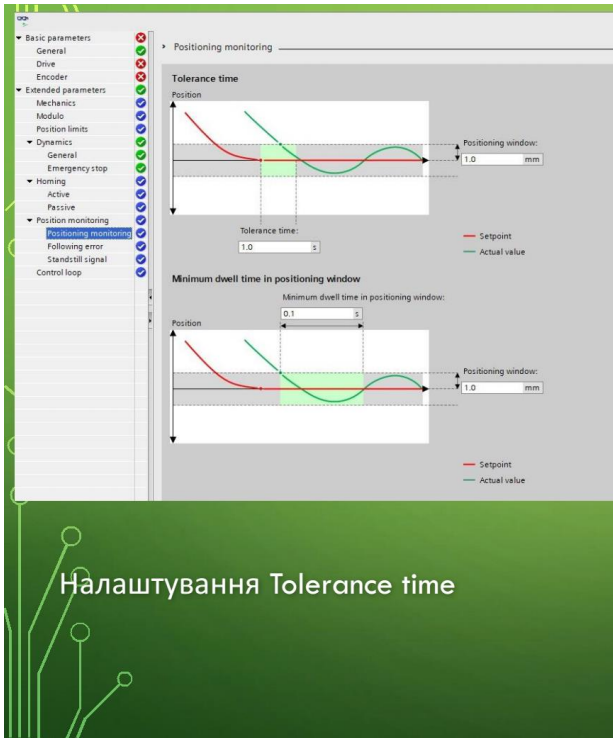 Basic parameters
General
Drive
Encoder
Extended parameters
Mechanics
Modulo
Position limits
Dynamics
General
Emergency stop
Homing
Active
Passive
Position monitoring
Positioning monitoring
Following error
Standstill signal
Control loop
Positioning monitoring
Tolerance time
Position
Positioning window:
1.0 mm
Tolerance time:
1.0 s
Setpoint
Actual value
Minimum dwell time in positioning window
Minimum dwell time in positioning window:
0.1 s
Position
Positioning window:
1.0 mm
Setpoint
Actual value
Налаштування Tolerance time